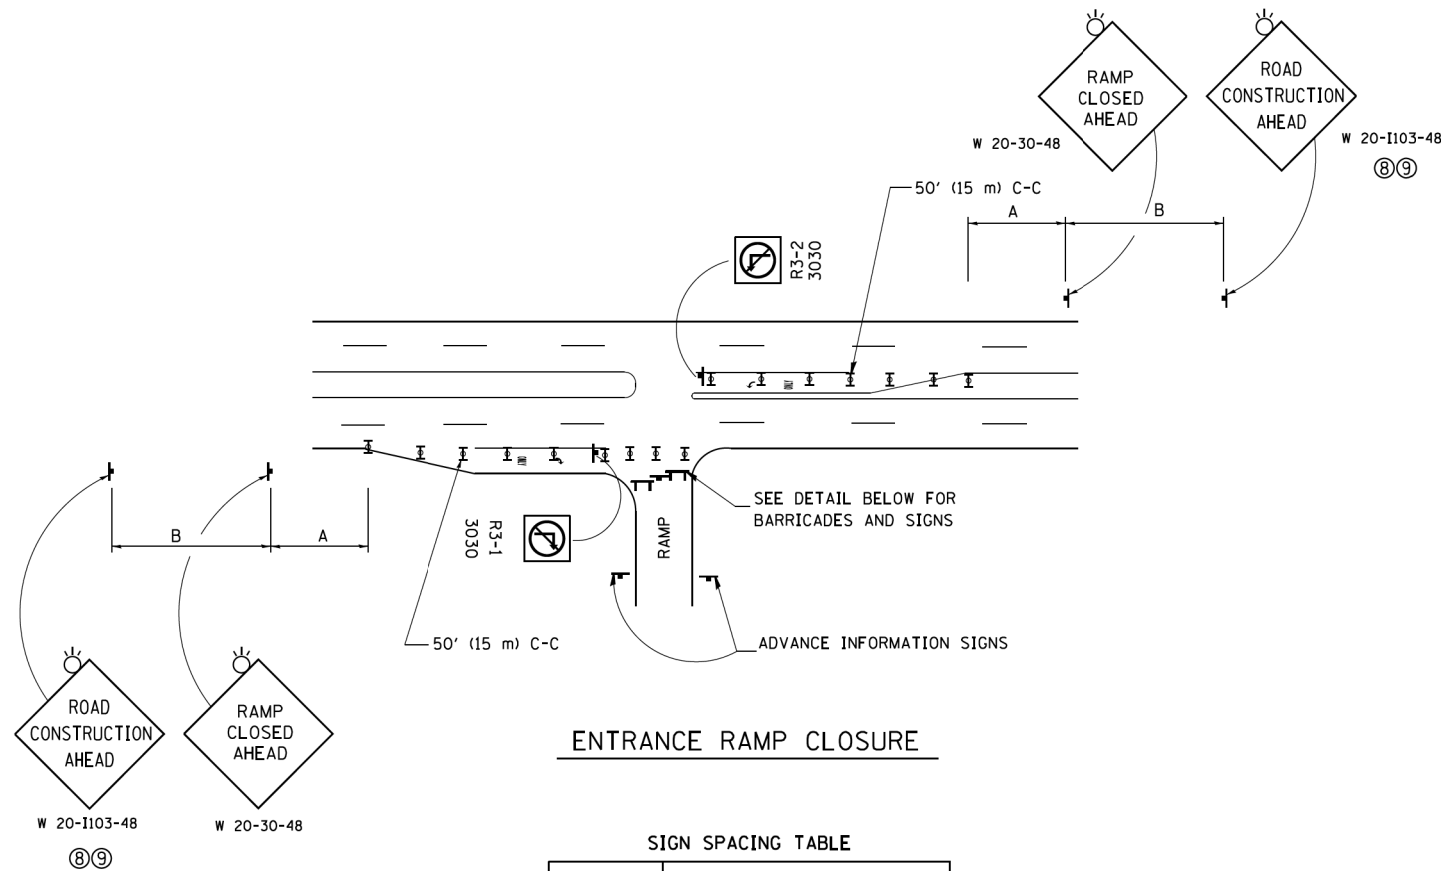 RAMP
CLOSED
AHEAD
W 20-30-48
ROAD
CONSTRUCTION
AHEAD
W 20-I103-48
⑧⑨
50' (15 m) C-C
A
B
R3-2
3030
ONLY
ONLY
SEE DETAIL BELOW FOR
BARRICADES AND SIGNS
RAMP
R3-1
3030
B
A
50' (15 m) C-C
ADVANCE INFORMATION SIGNS
ROAD
CONSTRUCTION
AHEAD
W 20-I103-48
⑧⑨
RAMP
CLOSED
AHEAD
W 20-30-48
ENTRANCE RAMP CLOSURE
SIGN SPACING TABLE